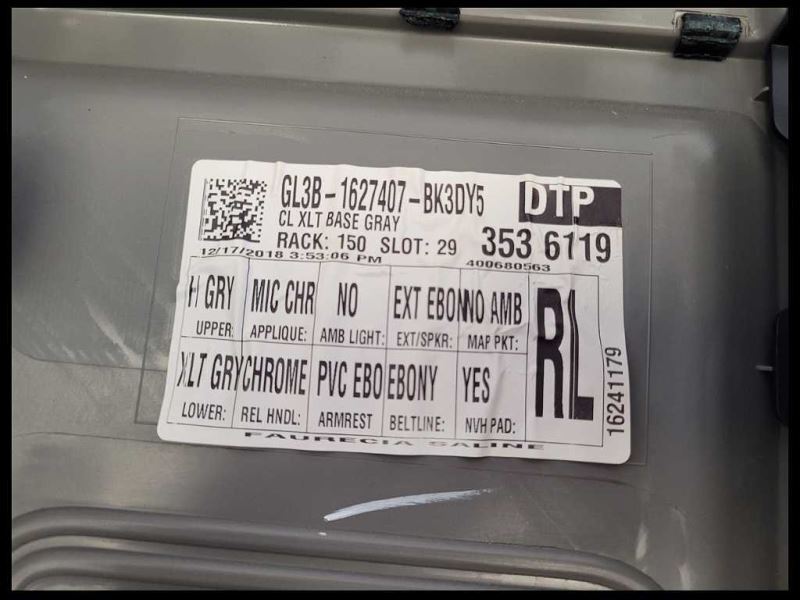 GL3B-1627407-BK3DY5 DTP
CL XLT BASE GRAY
RACK: 150 SLOT: 29 353 6119
12/17/2018 3:53:06 PM 400680563
H GRY MIC CHR NO EXT EBON NO AMB
UPPER: APPLIQUE: AMB LIGHT: EXT/SPKR: MAP PKT:
RL
XLT GRY CHROME PVC EBO EBONY YES
LOWER: REL HNDL: ARMREST BELTLINE: NVH PAD:
16241179
FAURECIA SALINE